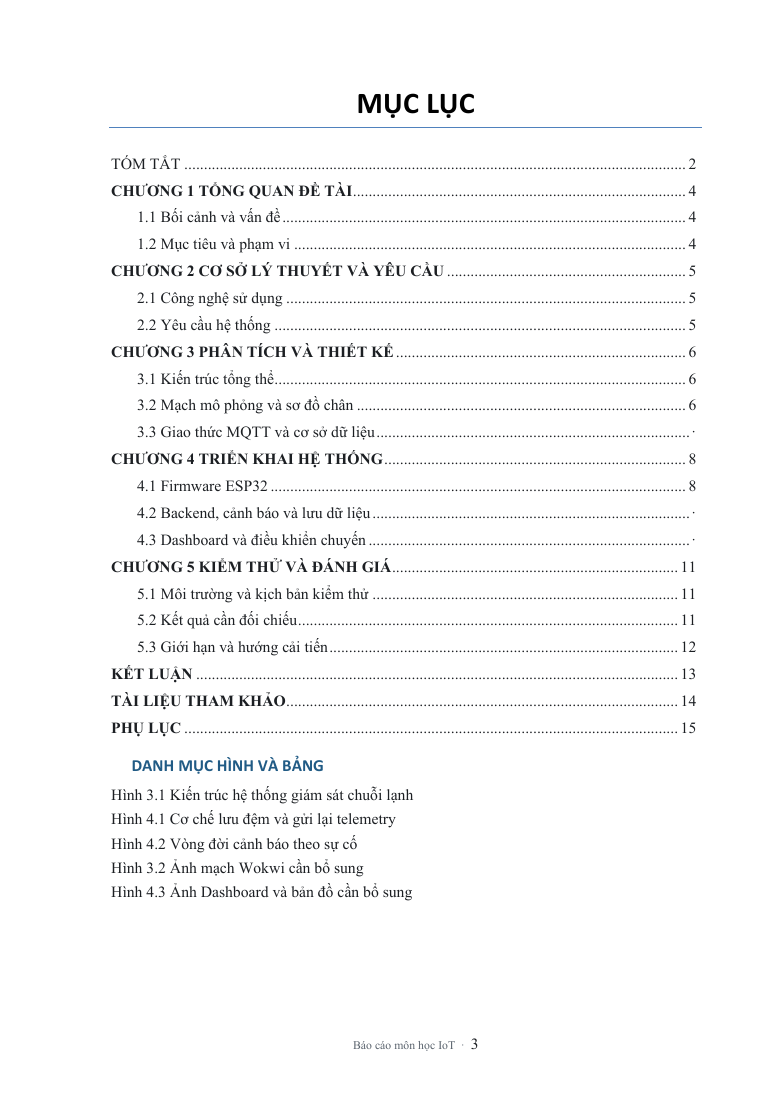 MỤC LỤC
TÓM TẮT ........ 2
CHƯƠNG 1 TỔNG QUAN ĐỀ TÀI ........ 4
1.1 Bối cảnh và vấn đề ........ 4
1.2 Mục tiêu và phạm vi ........ 4
CHƯƠNG 2 CƠ SỞ LÝ THUYẾT VÀ YÊU CẦU ........ 5
2.1 Công nghệ sử dụng ........ 5
2.2 Yêu cầu hệ thống ........ 5
CHƯƠNG 3 PHÂN TÍCH VÀ THIẾT KẾ ........ 6
3.1 Kiến trúc tổng thể ........ 6
3.2 Mạch mô phỏng và sơ đồ chân ........ 6
3.3 Giao thức MQTT và cơ sở dữ liệu ........ ·
CHƯƠNG 4 TRIỂN KHAI HỆ THỐNG ........ 8
4.1 Firmware ESP32 ........ 8
4.2 Backend, cảnh báo và lưu dữ liệu ........ ·
4.3 Dashboard và điều khiển chuyến ........ ·
CHƯƠNG 5 KIỂM THỬ VÀ ĐÁNH GIÁ ........ 11
5.1 Môi trường và kịch bản kiểm thử ........ 11
5.2 Kết quả cần đối chiếu ........ 11
5.3 Giới hạn và hướng cải tiến ........ 12
KẾT LUẬN ........ 13
TÀI LIỆU THAM KHẢO ........ 14
PHỤ LỤC ........ 15
DANH MỤC HÌNH VÀ BẢNG
Hình 3.1 Kiến trúc hệ thống giám sát chuỗi lạnh
Hình 4.1 Cơ chế lưu đệm và gửi lại telemetry
Hình 4.2 Vòng đời cảnh báo theo sự cố
Hình 3.2 Ảnh mạch Wokwi cần bổ sung
Hình 4.3 Ảnh Dashboard và bản đồ cần bổ sung
Báo cáo môn học IoT · 3